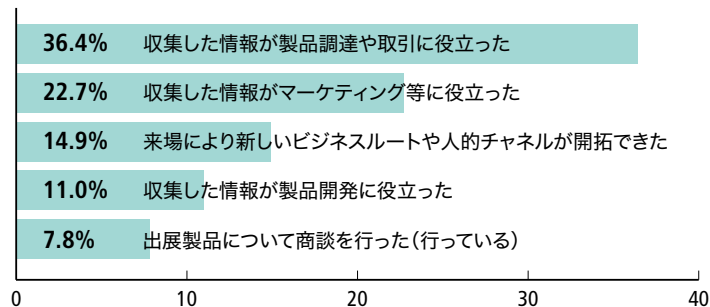 36.4% 収集した情報が製品調達や取引に役立った
22.7% 収集した情報がマーケティング等に役立った
14.9% 来場により新しいビジネスルートや人的チャネルが開拓できた
11.0% 収集した情報が製品開発に役立った
7.8% 出展製品について商談を行った（行っている）
0 10 20 30 40